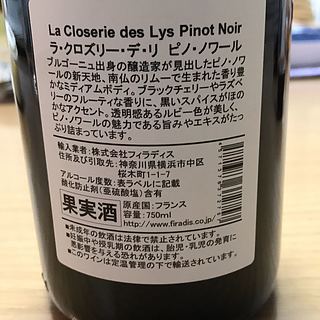 La Closerie des Lys Pinot Noir
ラ・クロズリー・デ・リ ピノ・ノワール
ブルゴーニュ出身の醸造家が見出したピノ・ノワー
ルの新天地、南仏のリムーで生まれた香り豊
かなミディアムボディ。ブラックチェリーやラズベ
リーのフルーティな香りに、黒いスパイスがほの
かなアクセント。透明感あるルビー色が美しく、
ピノ・ノワールの魅力である旨みやエキスがたっ
ぷり詰まっています。
輸入業者：株式会社フィラディス
住所及び引取先：神奈川県横浜市中区
桜木町1-1-7
アルコール度数：表ラベルに記載
酸化防止剤（亜硫酸塩）含有
果実酒
原産国：フランス
容量：750ml
http://www.firadis.co.jp
●未成年の飲酒は法律で禁止されています。
●妊娠中や授乳期の飲酒は、胎児・乳児の発育に
悪影響を与える恐れがあります。
■このワインは定温管理の下で輸送されています。